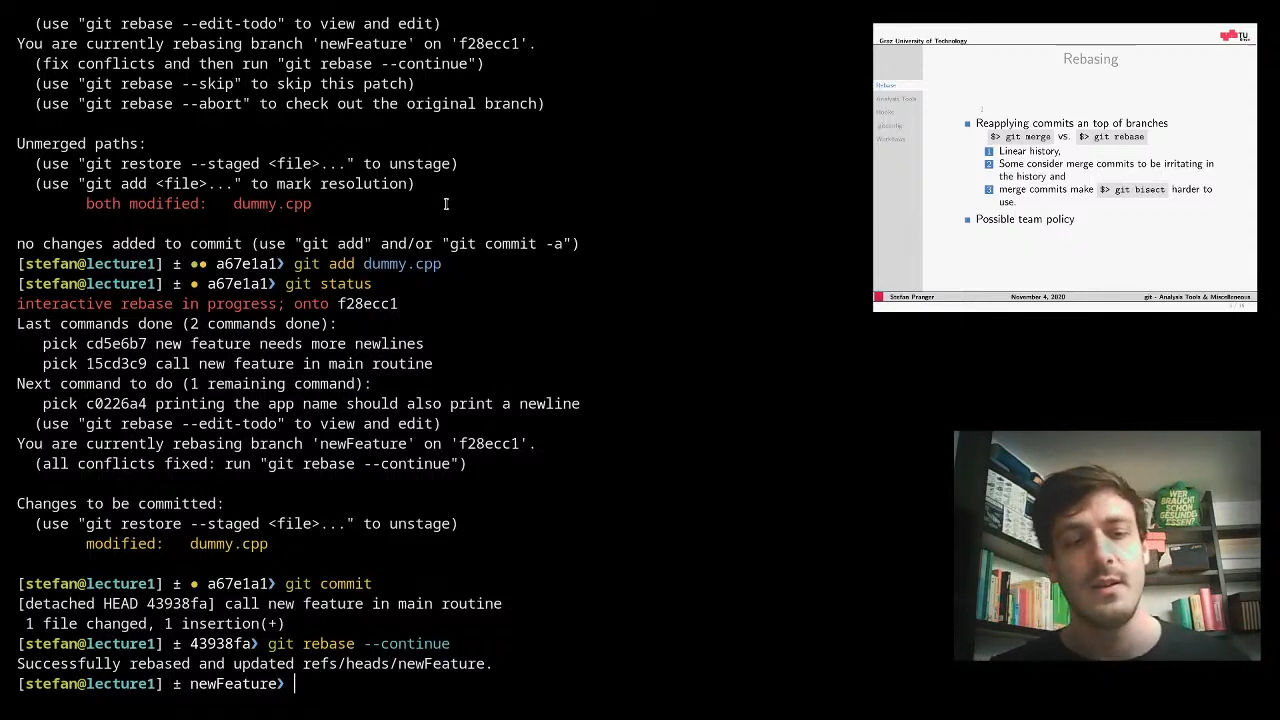 (use "git rebase --edit-todo" to view and edit)
You are currently rebasing branch 'newFeature' on 'f28ecc1'.
(fix conflicts and then run "git rebase --continue")
(use "git rebase --skip" to skip this patch)
(use "git rebase --abort" to check out the original branch)
Unmerged paths:
(use "git restore --staged <file>..." to unstage)
(use "git add <file>..." to mark resolution)
both modified:   dummy.cpp
no changes added to commit (use "git add" and/or "git commit -a")
[stefan@lecture1] ± ●● a67e1a1❯ git add dummy.cpp
[stefan@lecture1] ± ● a67e1a1❯ git status
interactive rebase in progress; onto f28ecc1
Last commands done (2 commands done):
pick cd5e6b7 new feature needs more newlines
pick 15cd3c9 call new feature in main routine
Next command to do (1 remaining command):
pick c0226a4 printing the app name should also print a newline
(use "git rebase --edit-todo" to view and edit)
You are currently rebasing branch 'newFeature' on 'f28ecc1'.
(all conflicts fixed: run "git rebase --continue")
Changes to be committed:
(use "git restore --staged <file>..." to unstage)
modified:   dummy.cpp
[stefan@lecture1] ± ● a67e1a1❯ git commit
[detached HEAD 43938fa] call new feature in main routine
1 file changed, 1 insertion(+)
[stefan@lecture1] ± 43938fa❯ git rebase --continue
Successfully rebased and updated refs/heads/newFeature.
[stefan@lecture1] ± newFeature❯
Graz University of Technology
TU
Rebasing
Rebase
Analysis Tools
Hooks
.gitconfig
Workflows
Reapplying commits an top of branches
$> git merge vs. $> git rebase
1 Linear history,
2 Some consider merge commits to be irritating in
the history and
3 merge commits make $> git bisect harder to
use.
Possible team policy
Stefan Pranger November 4, 2020 git - Analysis Tools & Miscellaneous
WER
BRAUCHT
SCHON
GESUNDE
ESSEN?